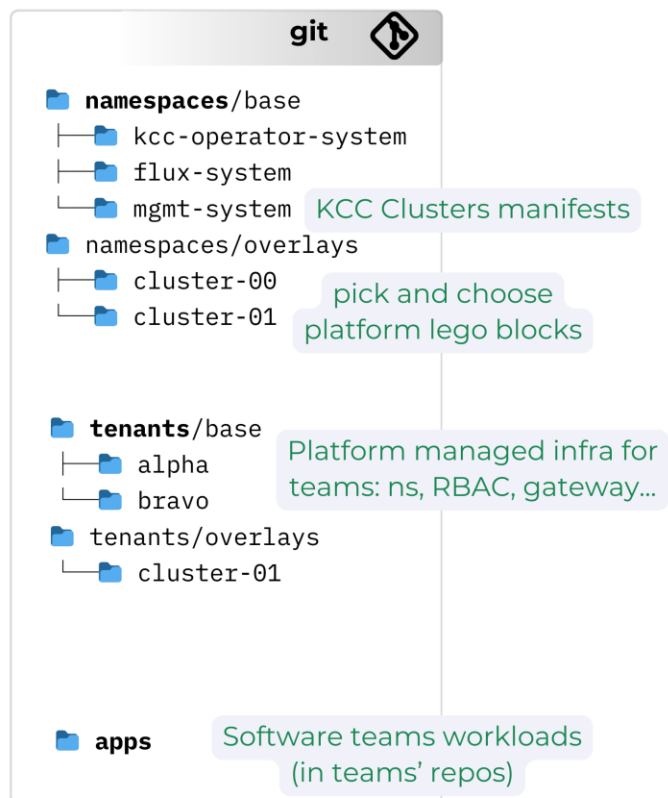 git
namespaces/base
kcc-operator-system
flux-system
mgmt-system
KCC Clusters manifests
namespaces/overlays
cluster-00
cluster-01
pick and choose
platform lego blocks
tenants/base
alpha
bravo
Platform managed infra for
teams: ns, RBAC, gateway...
tenants/overlays
cluster-01
apps
Software teams workloads
(in teams’ repos)